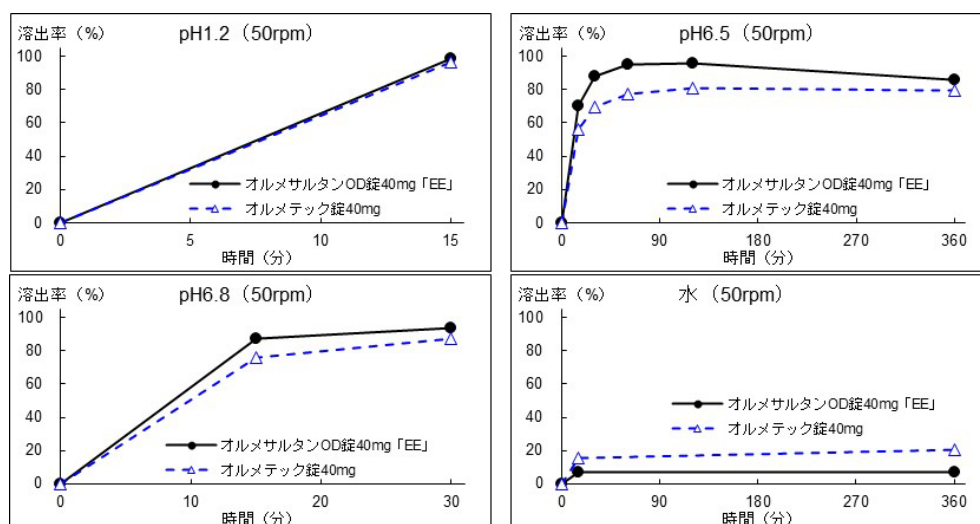 溶出率（%） pH1.2（50rpm）
100
80
60
40
20
0
オルメサルタンOD錠40mg「EE」
オルメテック錠40mg
0 5 10 15
時間（分）
溶出率（%） pH6.5（50rpm）
100
80
60
40
20
0
オルメサルタンOD錠40mg「EE」
オルメテック錠40mg
0 90 180 270 360
時間（分）
溶出率（%） pH6.8（50rpm）
100
80
60
40
20
0
オルメサルタンOD錠40mg「EE」
オルメテック錠40mg
0 10 20 30
時間（分）
溶出率（%） 水（50rpm）
100
80
60
40
20
0
オルメサルタンOD錠40mg「EE」
オルメテック錠40mg
0 90 180 270 360
時間（分）